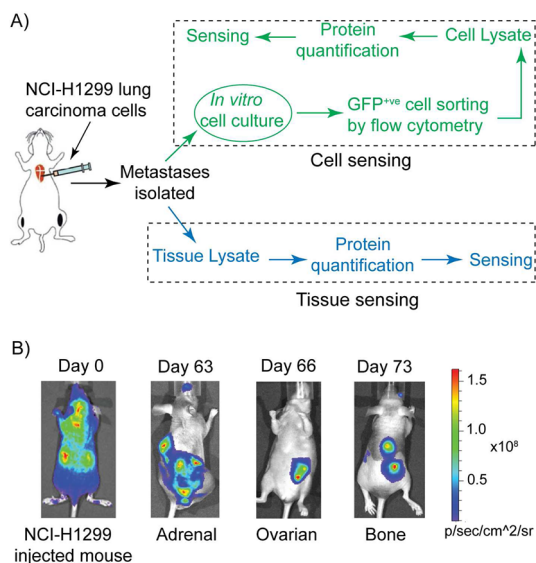 A)
NCI-H1299 lung
carcinoma cells
Metastases
isolated
Sensing
Protein
quantification
Cell Lysate
In vitro
cell culture
GFP+ve cell sorting
by flow cytometry
Cell sensing
Tissue Lysate
Protein
quantification
Sensing
Tissue sensing
B)
Day 0
Day 63
Day 66
Day 73
NCI-H1299
injected mouse
Adrenal
Ovarian
Bone
1.5
1.0
x10⁸
0.5
p/sec/cm^2/sr